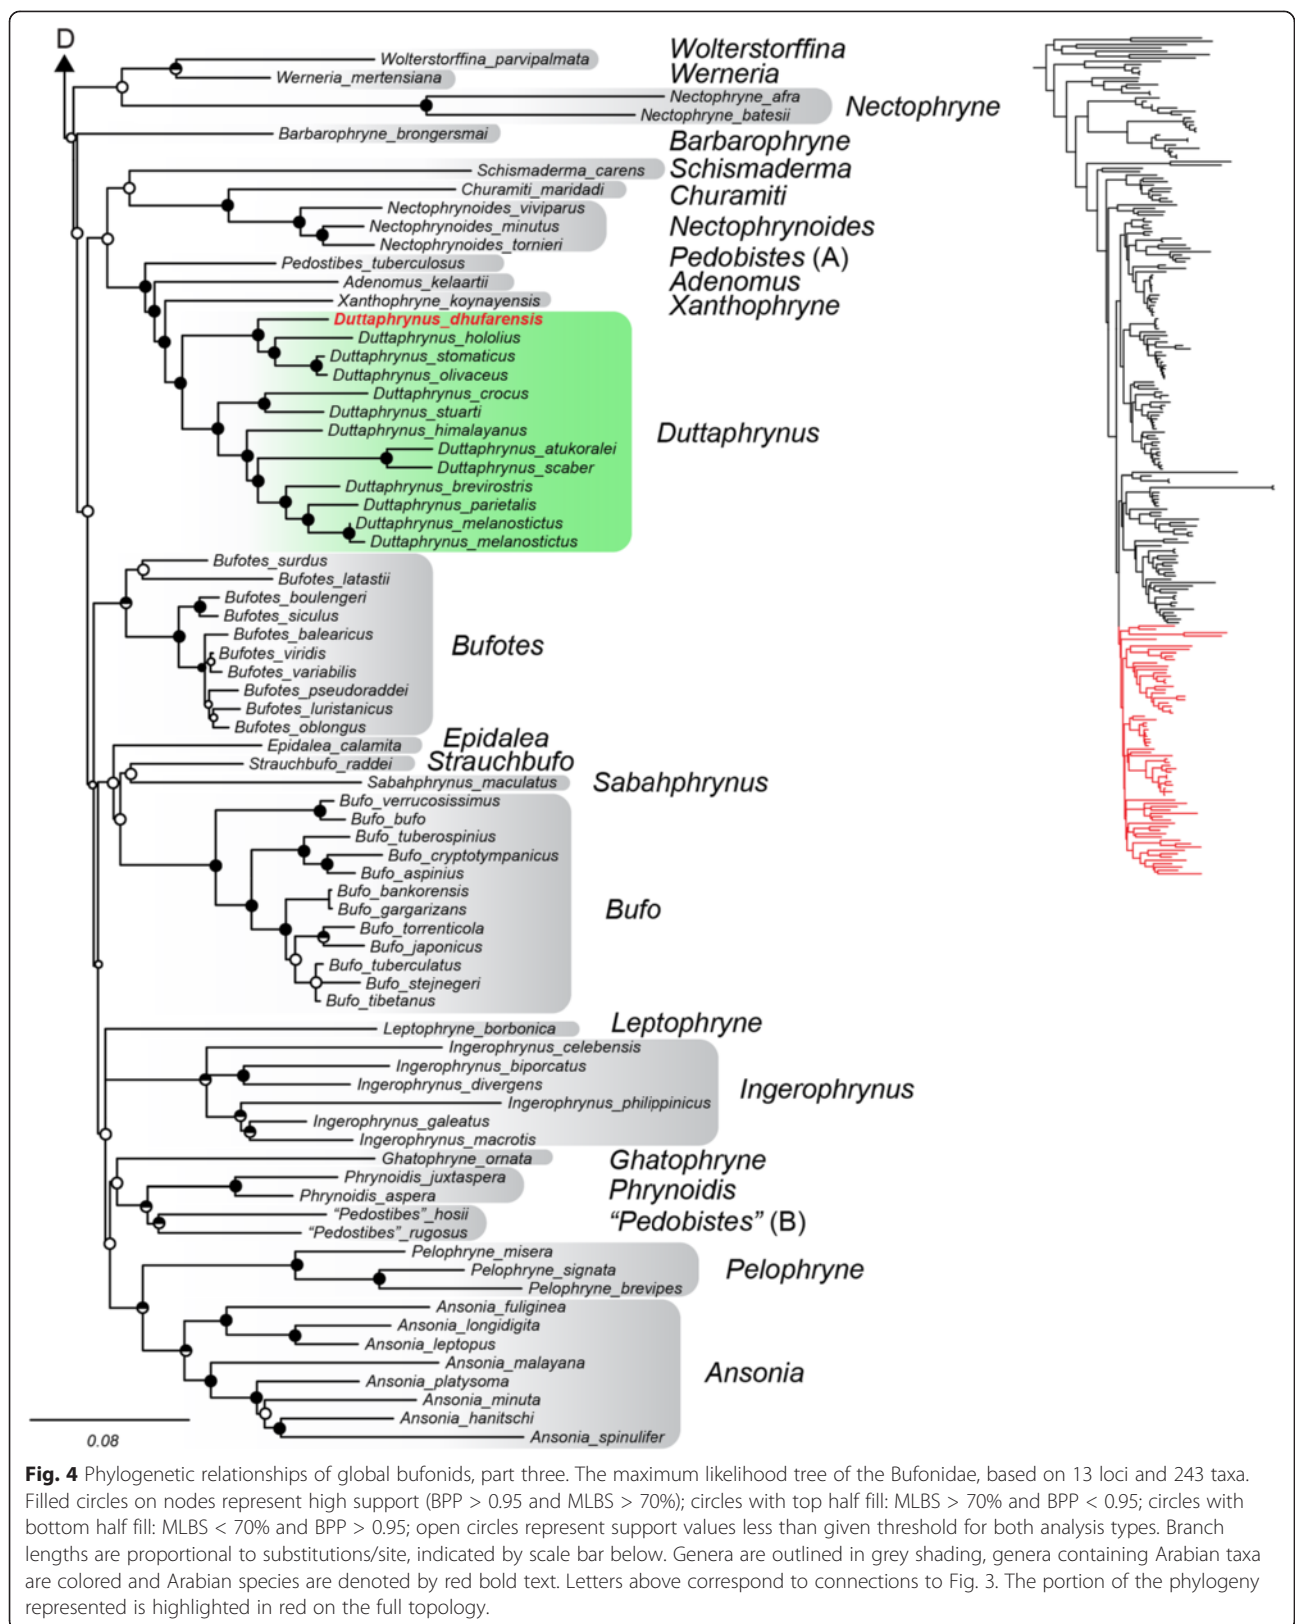 D
Wolterstorffina_parvipalmata
Wolterstorffina
Werneria_mertensiana
Werneria
Nectophryne_afra
Nectophryne
Nectophryne_batesii
Barbarophryne_brongersmai
Barbarophryne
Schismaderma_carens
Schismaderma
Churamiti_maridadi
Churamiti
Nectophrynoides_viviparus
Nectophrynoides_minutus
Nectophrynoides
Nectophrynoides_tornieri
Pedostibes_tuberculosus
Pedobistes (A)
Adenomus_kelaartii
Adenomus
Xanthophryne_koynayensis
Xanthophryne
Duttaphrynus_dhufarensis
Duttaphrynus_hololius
Duttaphrynus_stomaticus
Duttaphrynus_olivaceus
Duttaphrynus_crocus
Duttaphrynus_stuarti
Duttaphrynus_himalayanus
Duttaphrynus
Duttaphrynus_atukoralei
Duttaphrynus_scaber
Duttaphrynus_brevirostris
Duttaphrynus_parietalis
Duttaphrynus_melanostictus
Duttaphrynus_melanostictus
Bufotes_surdus
Bufotes_latastii
Bufotes_boulengeri
Bufotes_siculus
Bufotes_balearicus
Bufotes
Bufotes_viridis
Bufotes_variabilis
Bufotes_pseudoraddei
Bufotes_luristanicus
Bufotes_oblongus
Epidalea_calamita
Epidalea
Strauchbufo_raddei
Strauchbufo
Sabahphrynus_maculatus
Sabahphrynus
Bufo_verrucosissimus
Bufo_bufo
Bufo_tuberospinius
Bufo_cryptotympanicus
Bufo_aspinius
Bufo_bankorensis
Bufo_gargarizans
Bufo
Bufo_torrenticola
Bufo_japonicus
Bufo_tuberculatus
Bufo_stejnegeri
Bufo_tibetanus
Leptophryne_borbonica
Leptophryne
Ingerophrynus_celebensis
Ingerophrynus_biporcatus
Ingerophrynus_divergens
Ingerophrynus
Ingerophrynus_philippinicus
Ingerophrynus_galeatus
Ingerophrynus_macrotis
Ghatophryne_ornata
Ghatophryne
Phrynoidis_juxtaspera
Phrynoidis
Phrynoidis_aspera
"Pedostibes"_hosii
"Pedobistes" (B)
"Pedostibes"_rugosus
Pelophryne_misera
Pelophryne_signata
Pelophryne
Pelophryne_brevipes
Ansonia_fuliginea
Ansonia_longidigita
Ansonia_leptopus
Ansonia_malayana
Ansonia
Ansonia_platysoma
Ansonia_minuta
Ansonia_hanitschi
Ansonia_spinulifer
0.08
Fig. 4 Phylogenetic relationships of global bufonids, part three. The maximum likelihood tree of the Bufonidae, based on 13 loci and 243 taxa.
Filled circles on nodes represent high support (BPP > 0.95 and MLBS > 70%); circles with top half fill: MLBS > 70% and BPP < 0.95; circles with
bottom half fill: MLBS < 70% and BPP > 0.95; open circles represent support values less than given threshold for both analysis types. Branch
lengths are proportional to substitutions/site, indicated by scale bar below. Genera are outlined in grey shading, genera containing Arabian taxa
are colored and Arabian species are denoted by red bold text. Letters above correspond to connections to Fig. 3. The portion of the phylogeny
represented is highlighted in red on the full topology.